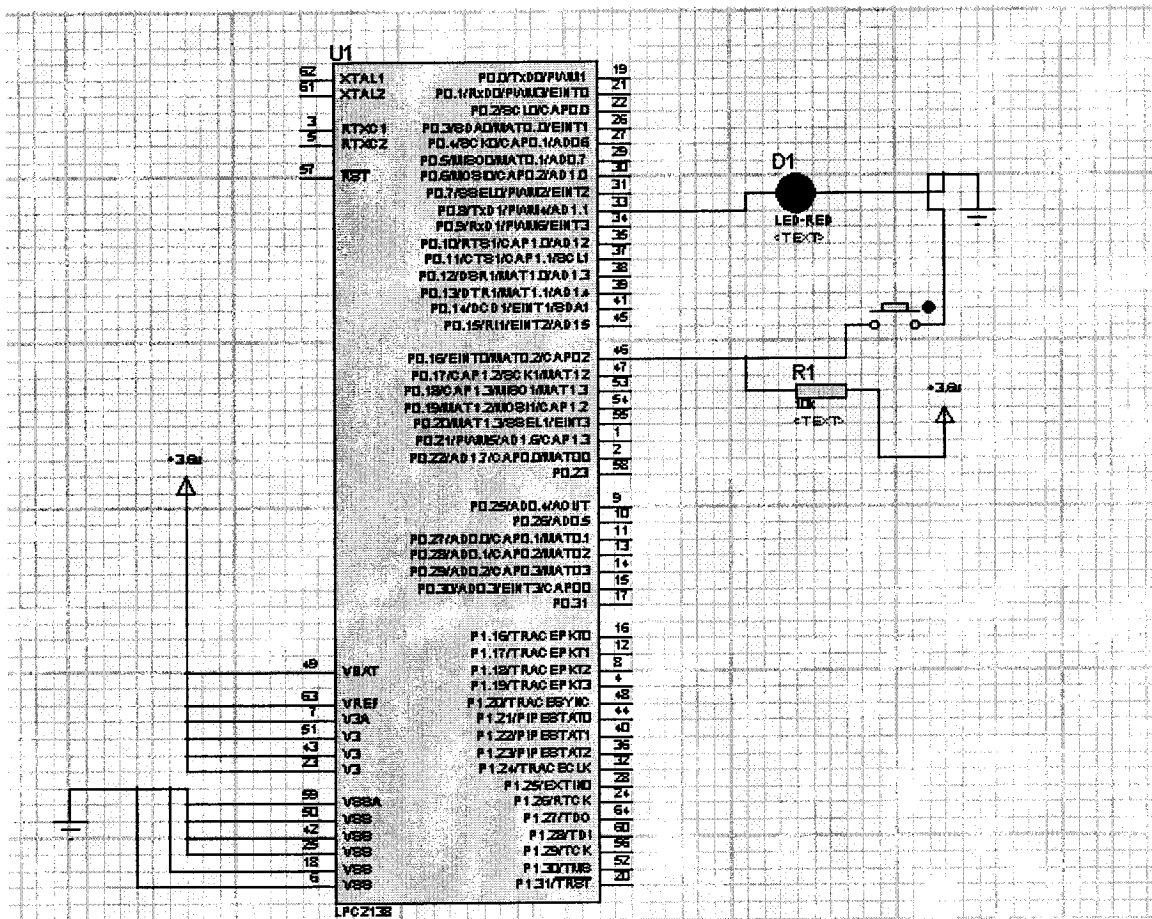 U1
62 XTAL1
61 XTAL2
3 RTXC1
5 RTXC2
57 RST
49 VBAT
63 VREF
7 V3A
51 V3
43 V3
23 V3
59 VSSA
50 VSS
42 VSS
25 VSS
18 VSS
6 VSS
P0.0/TxD0/PWM1 19
P0.1/RxD0/PWM3/EINT0 21
P0.2/SCL0/CAP0.0 22
P0.3/SDA0/MAT0.0/EINT1 26
P0.4/SCK0/CAP0.1/AD0.6 27
P0.5/MISO0/MAT0.1/AD0.7 29
P0.6/MOSI0/CAP0.2/AD1.0 30
P0.7/SSEL0/PWM2/EINT2 31
P0.8/TxD1/PWM4/AD1.1 33
P0.9/RxD1/PWM6/EINT3 34
P0.10/RTS1/CAP1.0/AD1.2 35
P0.11/CTS1/CAP1.1/SCL1 37
P0.12/DSR1/MAT1.0/AD1.3 38
P0.13/DTR1/MAT1.1/AD1.4 39
P0.14/DCD1/EINT1/SDA1 41
P0.15/RI1/EINT2/AD1.5 45
P0.16/EINT0/MAT0.2/CAP0.2 46
P0.17/CAP1.2/SCK1/MAT1.2 47
P0.18/CAP1.3/MISO1/MAT1.3 53
P0.19/MAT1.2/MOSI1/CAP1.2 54
P0.20/MAT1.3/SSEL1/EINT3 55
P0.21/PWM5/AD1.6/CAP1.3 1
P0.22/AD1.7/CAP0.0/MAT0.0 2
P0.23 58
P0.25/AD0.4/AOUT 9
P0.26/AD0.5 10
P0.27/AD0.0/CAP0.1/MAT0.1 11
P0.28/AD0.1/CAP0.2/MAT0.2 13
P0.29/AD0.2/CAP0.3/MAT0.3 14
P0.30/AD0.3/EINT3/CAP0.0 15
P0.31 17
P1.16/TRACEPKT0 16
P1.17/TRACEPKT1 12
P1.18/TRACEPKT2 8
P1.19/TRACEPKT3 4
P1.20/TRACESYNC 48
P1.21/PIPESTAT0 44
P1.22/PIPESTAT1 40
P1.23/PIPESTAT2 36
P1.24/TRACECLK 32
P1.25/EXTIN0 28
P1.26/RTCK 24
P1.27/TDO 64
P1.28/TDI 60
P1.29/TCK 56
P1.30/TMS 52
P1.31/TRST 20
LPC2138
D1
LED-RED
<TEXT>
R1
10k
<TEXT>